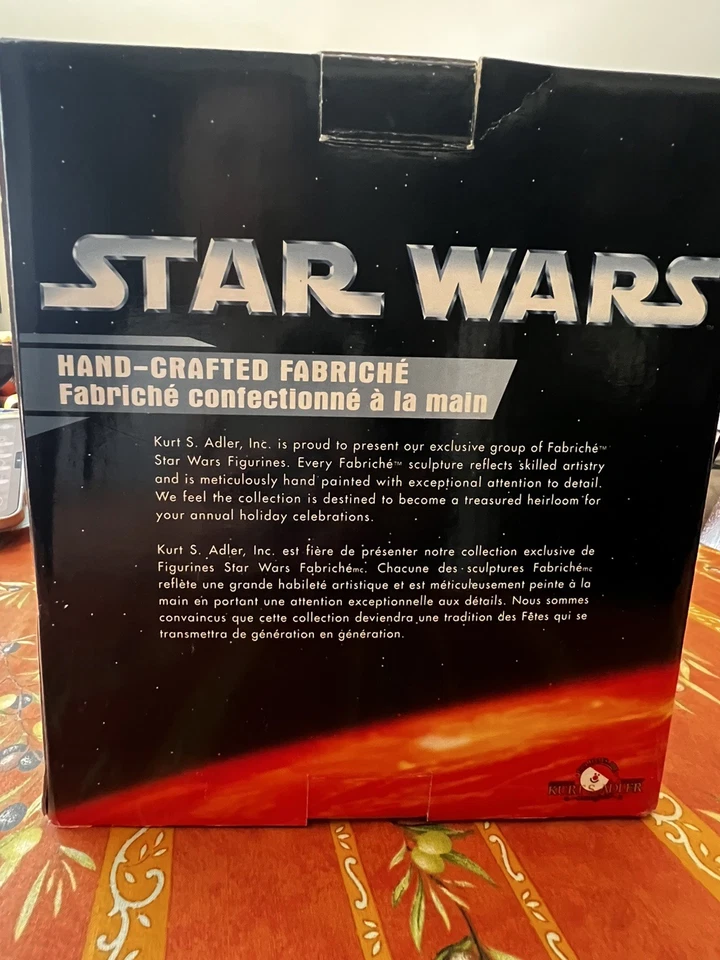 STAR WARS
HAND-CRAFTED FABRICHÉ
Fabriché confectionné à la main
Kurt S. Adler, Inc. is proud to present our exclusive group of Fabriché™
Star Wars Figurines. Every Fabriché™ sculpture reflects skilled artistry
and is meticulously hand painted with exceptional attention to detail.
We feel the collection is destined to become a treasured heirloom for
your annual holiday celebrations.
Kurt S. Adler, Inc. est fière de présenter notre collection exclusive de
Figurines Star Wars Fabrichémc. Chacune des sculptures Fabrichémc
reflète une grande habileté artistique et est méticuleusement peinte à la
main en portant une attention exceptionnelle aux détails. Nous sommes
convaincus que cette collection deviendra une tradition des Fêtes qui se
transmettra de génération en génération.
KURT S. ADLER